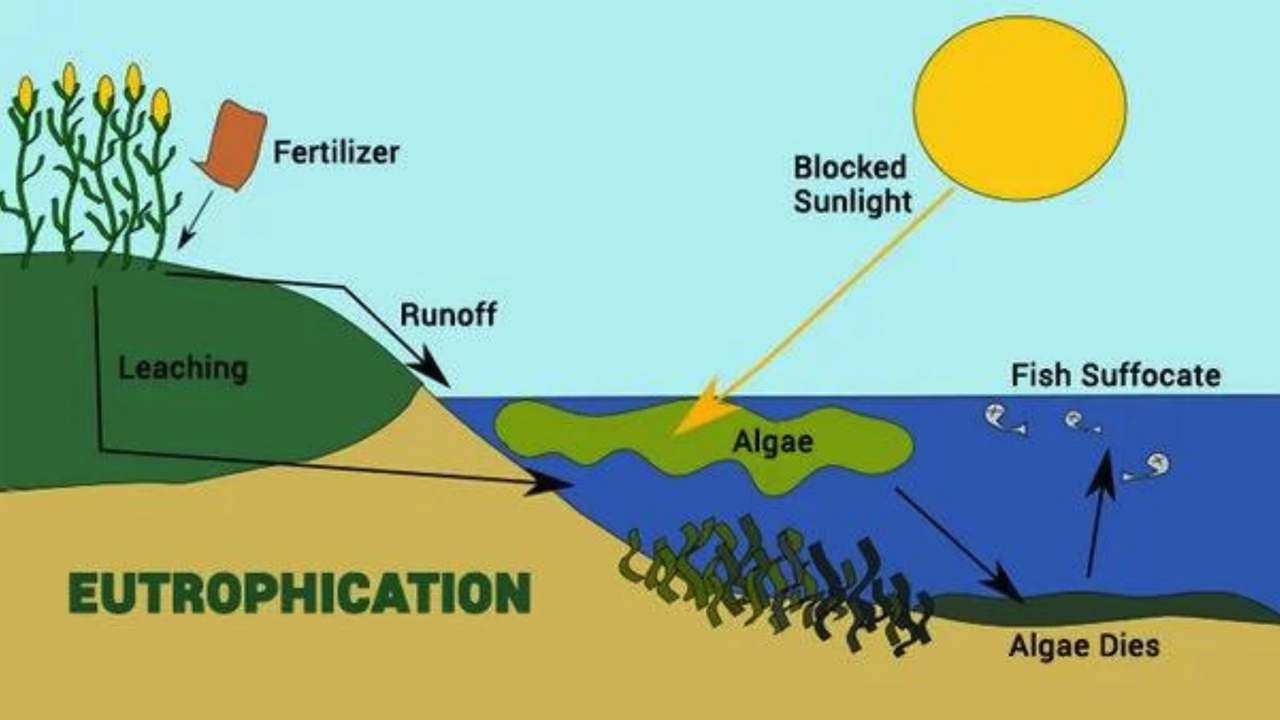 Fertilizer
Blocked
Sunlight
Runoff
Leaching
Fish Suffocate
Algae
EUTROPHICATION
Algae Dies